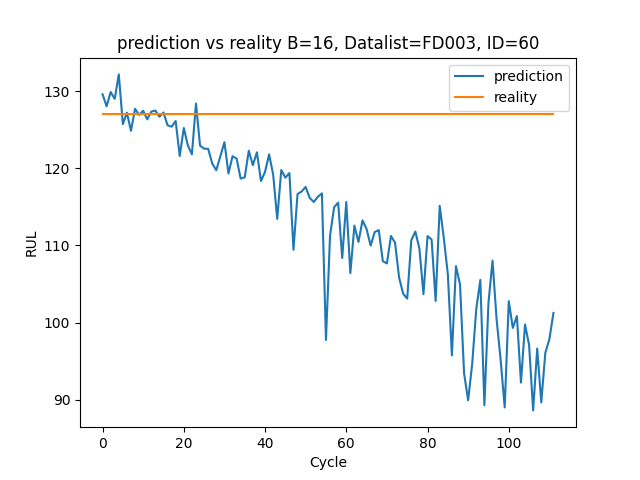 prediction vs reality B=16, Datalist=FD003, ID=60
prediction
reality
RUL
130
120
110
100
90
0 20 40 60 80 100
Cycle